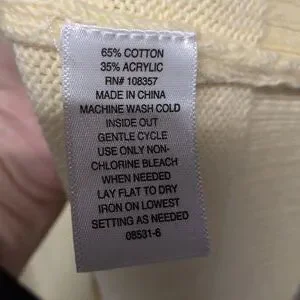 65% COTTON
35% ACRYLIC
RN# 108357
MADE IN CHINA
MACHINE WASH COLD
INSIDE OUT
GENTLE CYCLE
USE ONLY NON-
CHLORINE BLEACH
WHEN NEEDED
LAY FLAT TO DRY
IRON ON LOWEST
SETTING AS NEEDED
08531-6